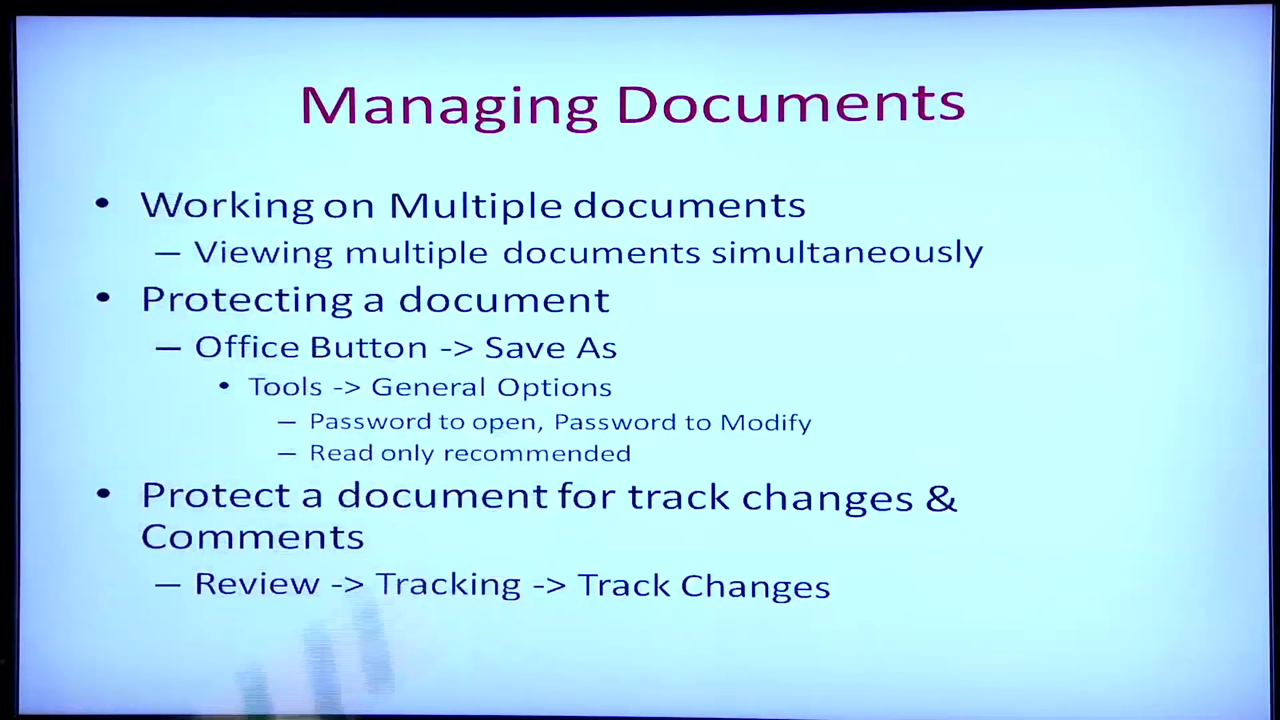 Managing Documents
• Working on Multiple documents
– Viewing multiple documents simultaneously
• Protecting a document
– Office Button -> Save As
• Tools -> General Options
– Password to open, Password to Modify
– Read only recommended
• Protect a document for track changes &
Comments
– Review -> Tracking -> Track Changes